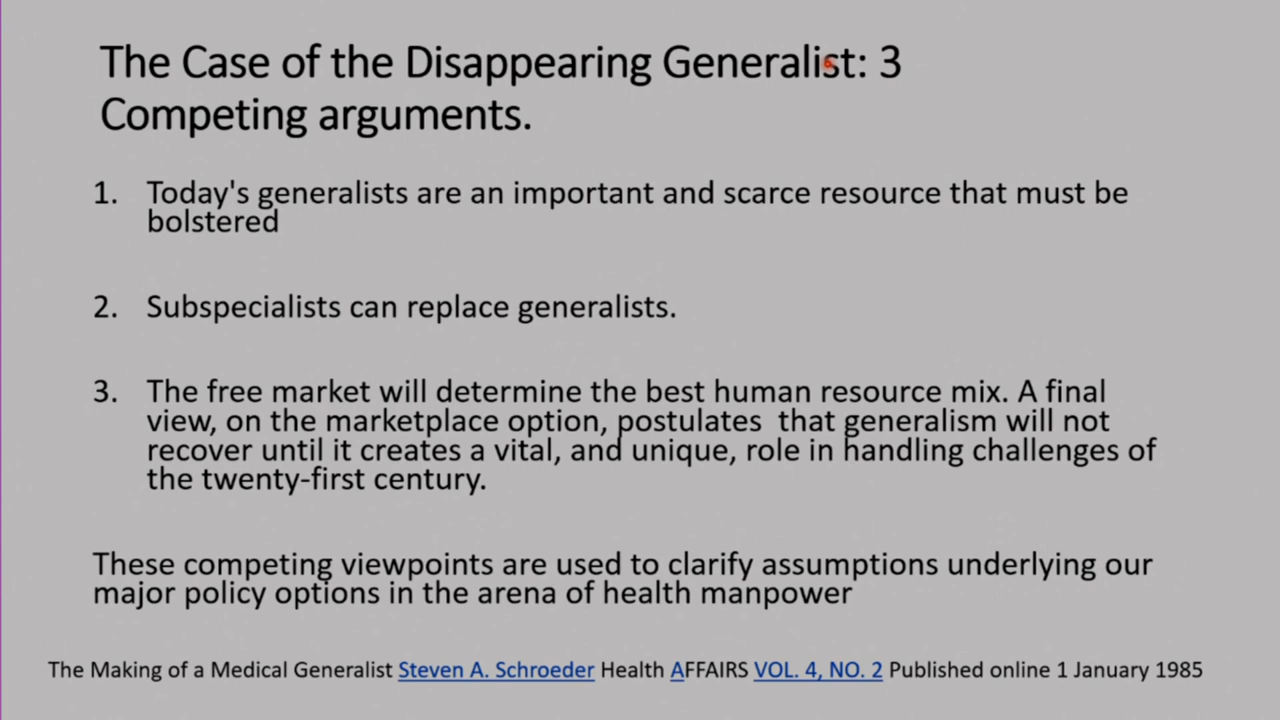 The Case of the Disappearing Generalist: 3
Competing arguments.
1. Today's generalists are an important and scarce resource that must be
bolstered
2. Subspecialists can replace generalists.
3. The free market will determine the best human resource mix. A final
view, on the marketplace option, postulates that generalism will not
recover until it creates a vital, and unique, role in handling challenges of
the twenty-first century.
These competing viewpoints are used to clarify assumptions underlying our
major policy options in the arena of health manpower
The Making of a Medical Generalist Steven A. Schroeder Health AFFAIRS VOL. 4, NO. 2 Published online 1 January 1985